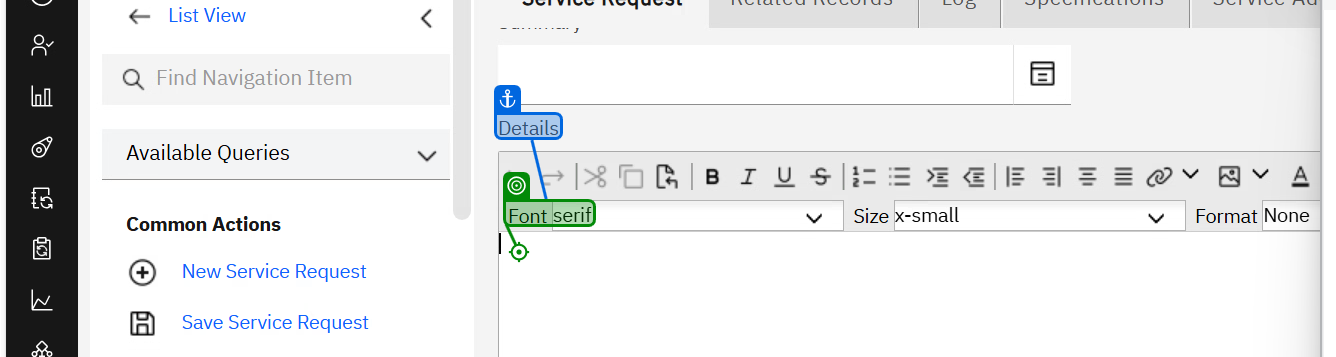 List View
Find Navigation Item
Available Queries
Common Actions
New Service Request
Save Service Request
Service Request Related Records Log Specifications Service Ad
Summary
Details
B I U S A
Font serif Size x-small Format None